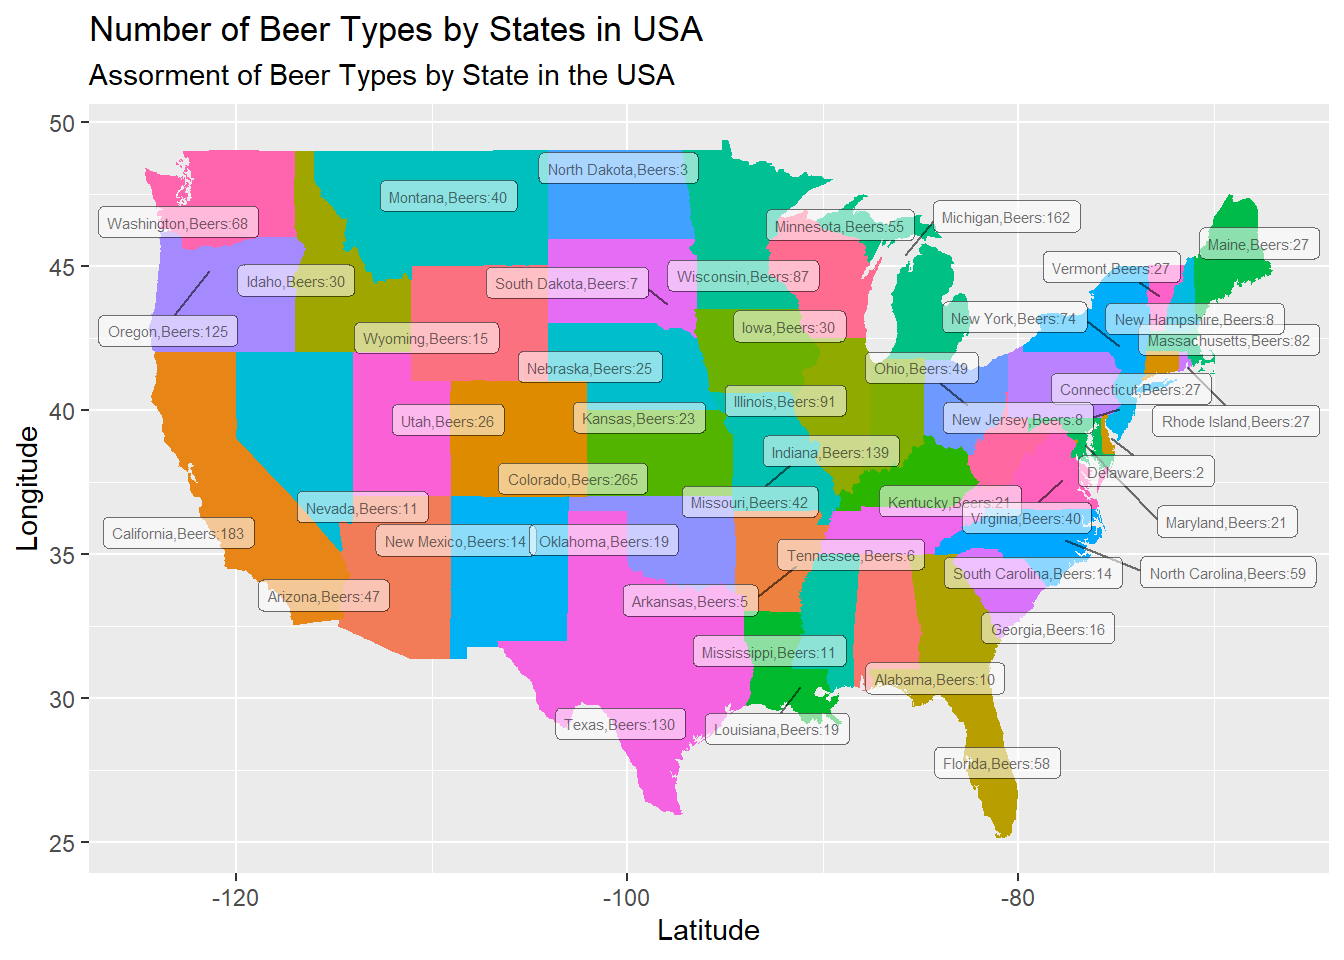 Number of Beer Types by States in USA
Assorment of Beer Types by State in the USA
50
North Dakota,Beers:3
Montana,Beers:40
Washington,Beers:68
Minnesota,Beers:55
Michigan,Beers:162
Maine,Beers:27
45
Idaho,Beers:30
South Dakota,Beers:7
Wisconsin,Beers:87
Vermont,Beers:27
Oregon,Beers:125
Wyoming,Beers:15
Iowa,Beers:30
New York,Beers:74
New Hampshire,Beers:8
Massachusetts,Beers:82
Nebraska,Beers:25
Ohio,Beers:49
40
Utah,Beers:26
Kansas,Beers:23
Illinois,Beers:91
Connecticut,Beers:27
New Jersey,Beers:8
Rhode Island,Beers:27
Colorado,Beers:265
Indiana,Beers:139
Delaware,Beers:2
Nevada,Beers:11
Missouri,Beers:42
Kentucky,Beers:21
Virginia,Beers:40
Maryland,Beers:21
California,Beers:183
35
New Mexico,Beers:14
Oklahoma,Beers:19
Tennessee,Beers:6
South Carolina,Beers:14
North Carolina,Beers:59
Arizona,Beers:47
Arkansas,Beers:5
Georgia,Beers:16
Mississippi,Beers:11
Alabama,Beers:10
30
Texas,Beers:130
Louisiana,Beers:19
Florida,Beers:58
25
-120
-100
-80
Latitude
Longitude